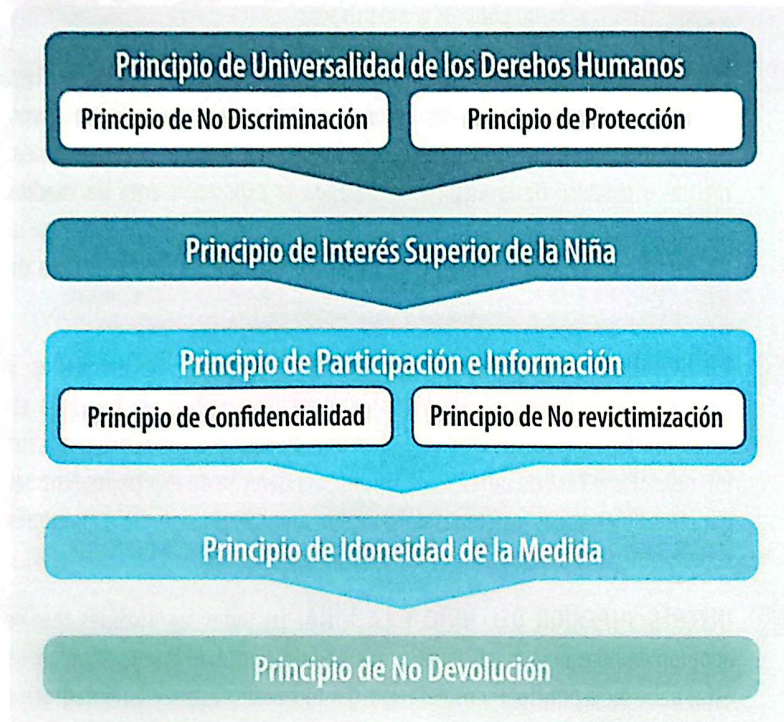 Principio de Universalidad de los Derehos Humanos
Principio de No Discriminación
Principio de Protección
Principio de Interés Superior de la Niña
Principio de Participación e Información
Principio de Confidencialidad
Principio de No revictimización
Principio de Idoneidad de la Medida
Principio de No Devolución